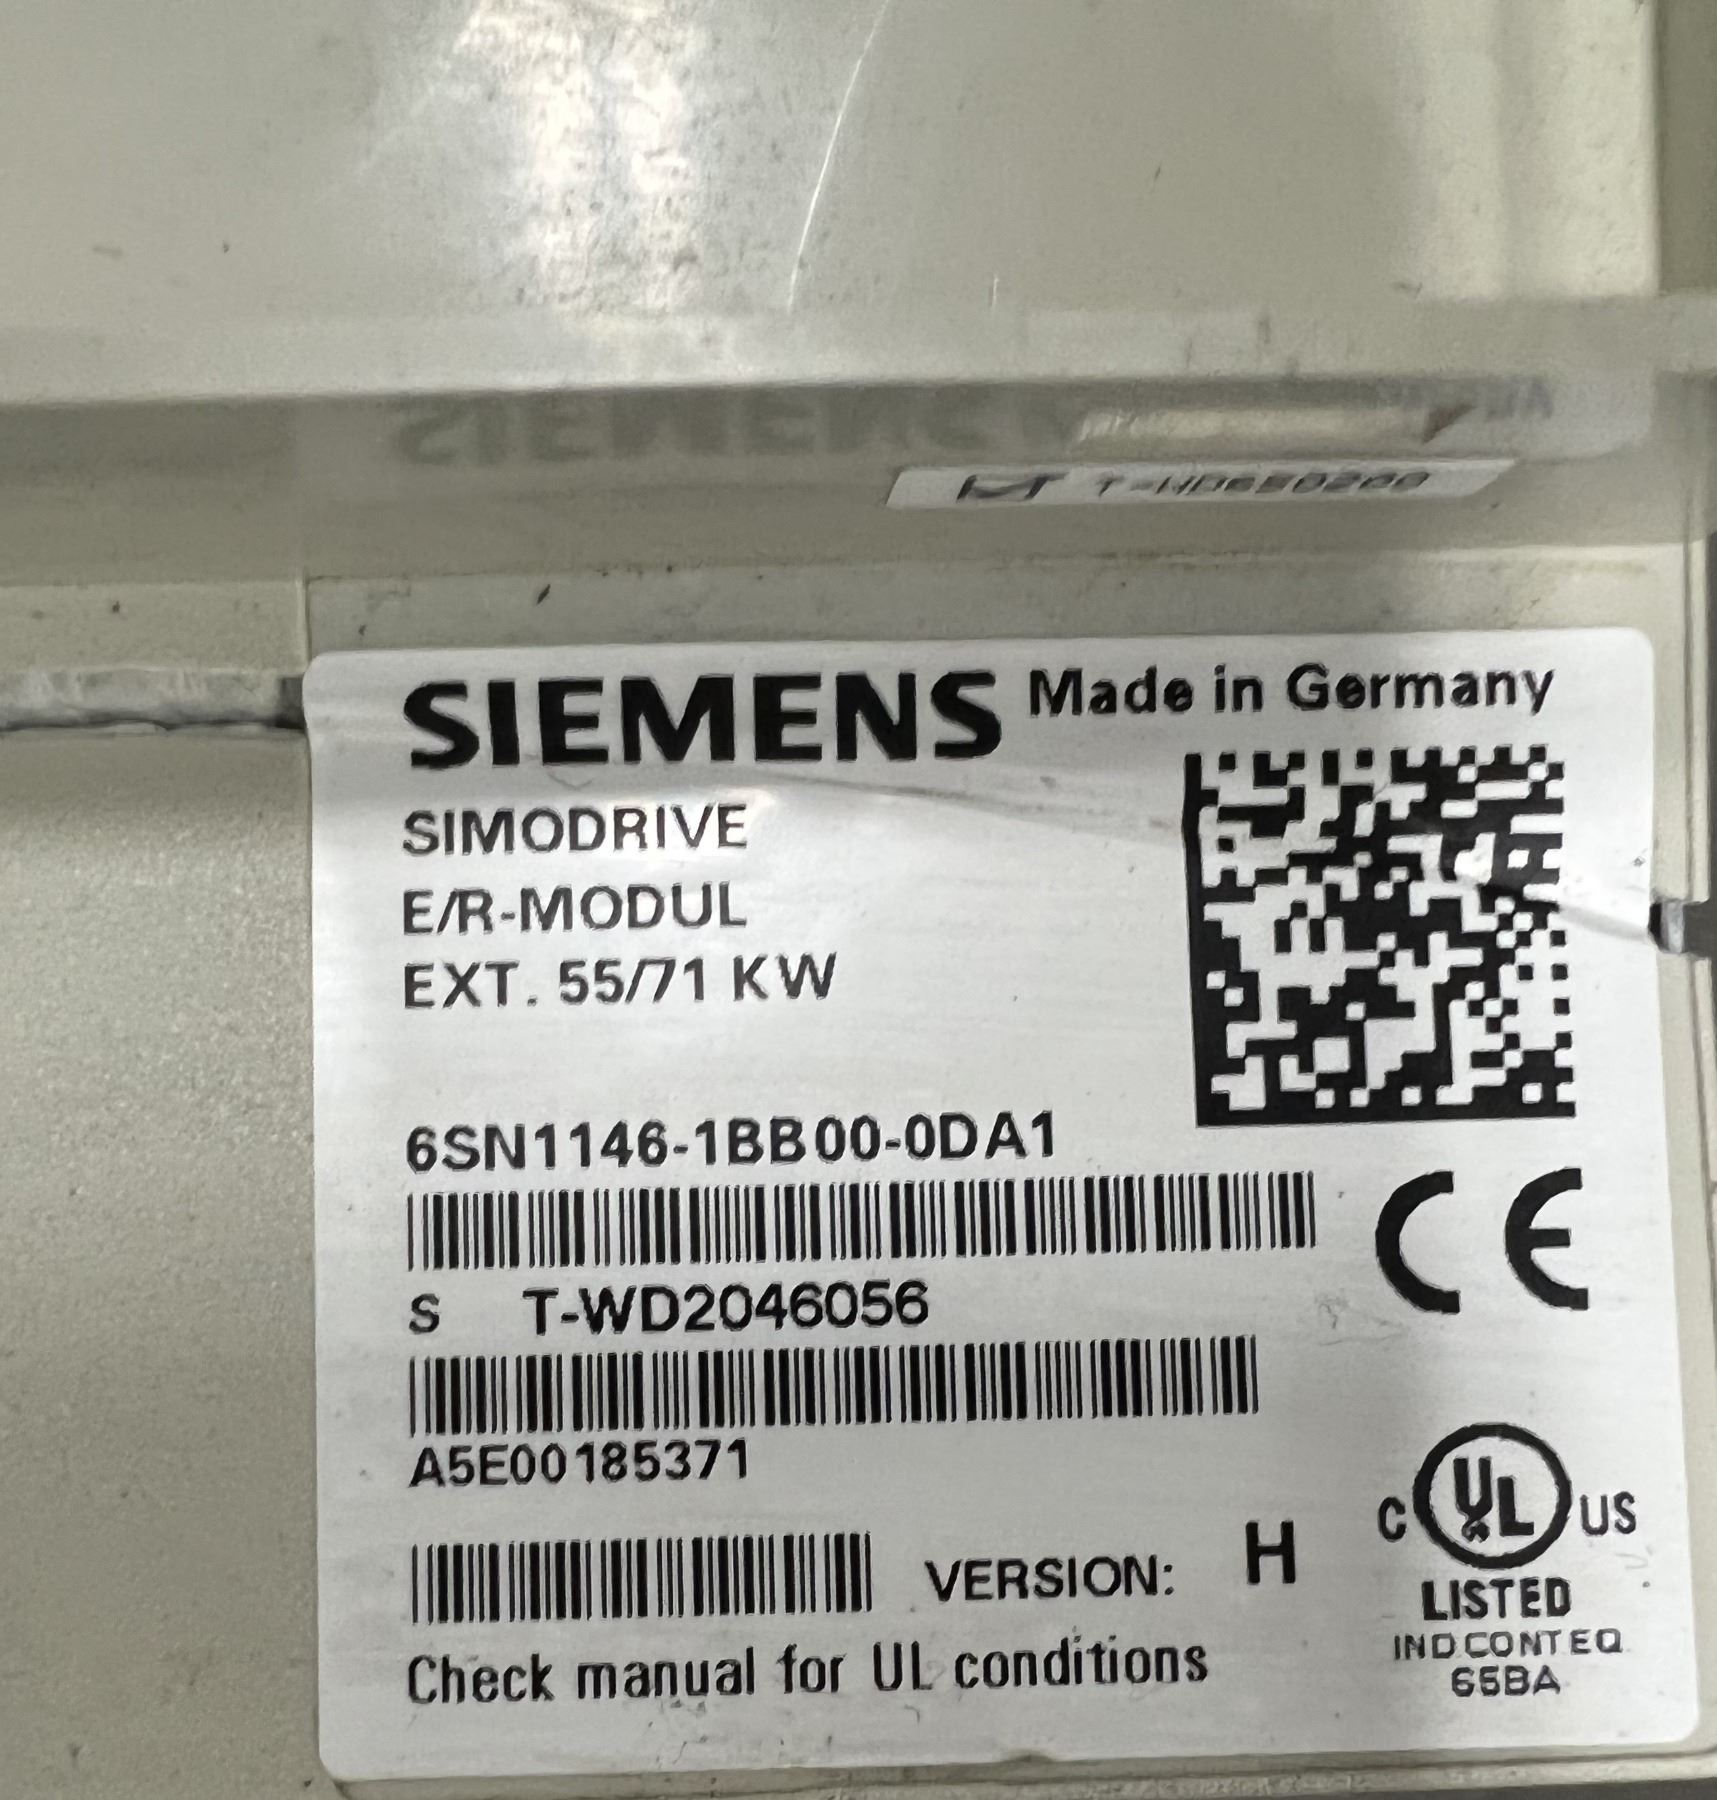 SIEMENS Made in Germany
SIMODRIVE
E/R-MODUL
EXT. 55/71 KW
6SN1146-1BB00-0DA1
S T-WD2046056
A5E00185371
VERSION: H
Check manual for UL conditions
C UL US
LISTED
IND CONT EQ
65BA